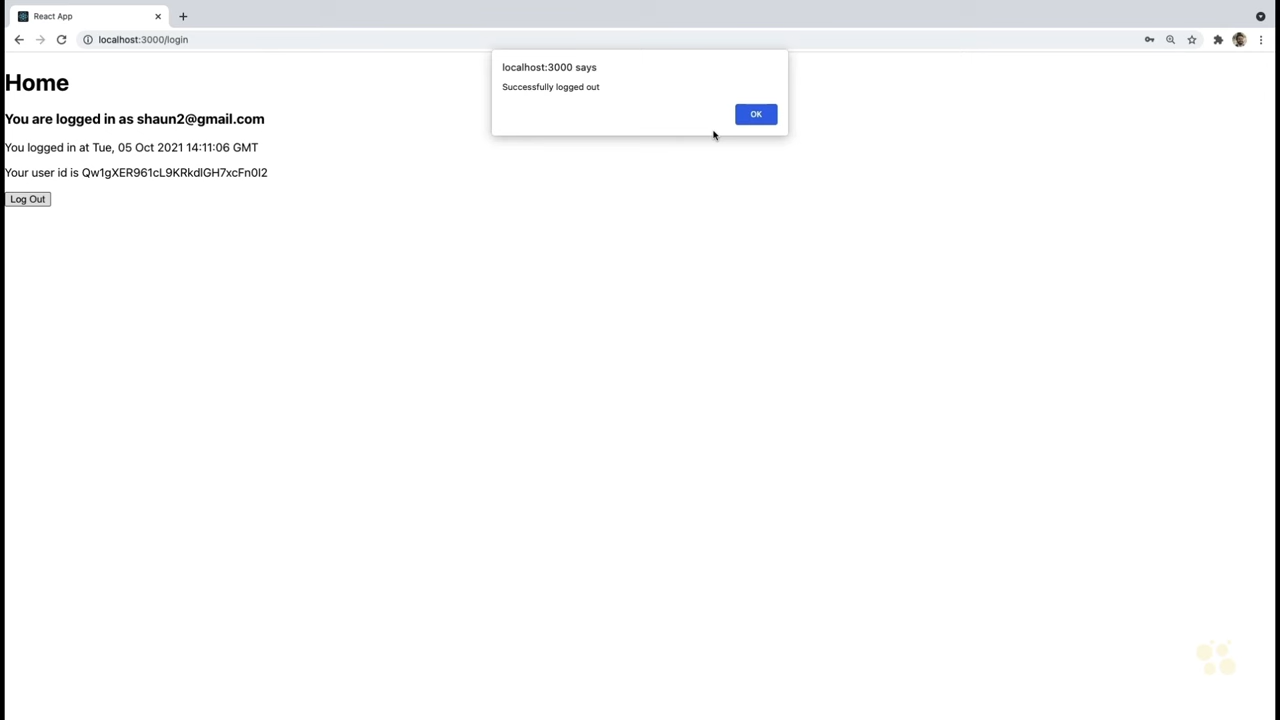 React App
localhost:3000/login
localhost:3000 says
Successfully logged out
OK
Home
You are logged in as shaun2@gmail.com
You logged in at Tue, 05 Oct 2021 14:11:06 GMT
Your user id is Qw1gXER961cL9KRkdlGH7xcFn0I2
Log Out